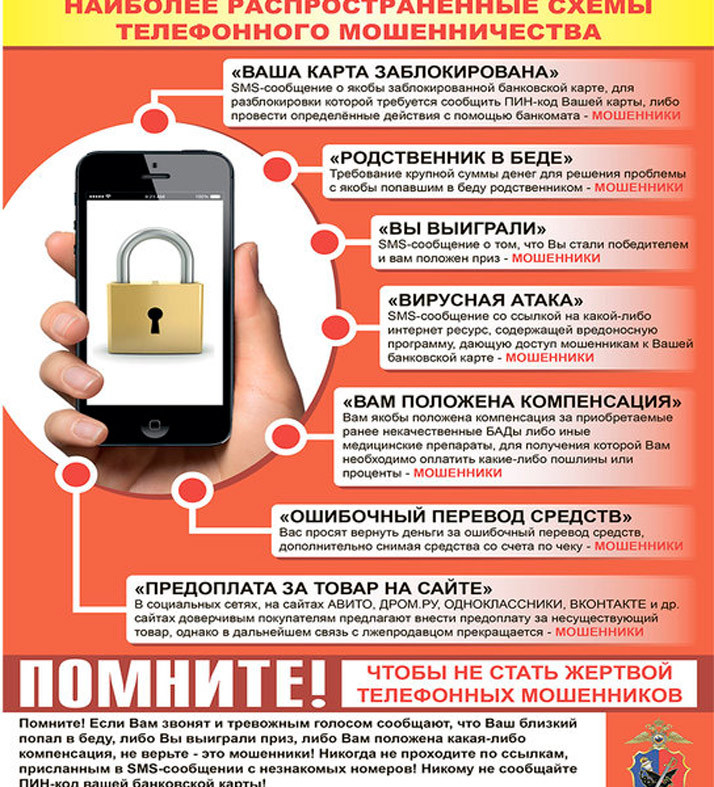 НАИБОЛЕЕ РАСПРОСТРАНЕННЫЕ СХЕМЫ
ТЕЛЕФОННОГО МОШЕННИЧЕСТВА
«ВАША КАРТА ЗАБЛОКИРОВАНА»
SMS-сообщение о якобы заблокированной банковской карте, для
разблокировки которой требуется сообщить ПИН-код Вашей карты, либо
провести определённые действия с помощью банкомата - МОШЕННИКИ
«РОДСТВЕННИК В БЕДЕ»
Требование крупной суммы денег для решения проблемы
с якобы попавшим в беду родственником - МОШЕННИКИ
«ВЫ ВЫИГРАЛИ»
SMS-сообщение о том, что Вы стали победителем
и вам положен приз - МОШЕННИКИ
«ВИРУСНАЯ АТАКА»
SMS-сообщение со ссылкой на какой-либо
интернет ресурс, содержащей вредоносную
программу, дающую доступ мошенникам к Вашей
банковской карте - МОШЕННИКИ
«ВАМ ПОЛОЖЕНА КОМПЕНСАЦИЯ»
Вам якобы положена компенсация за приобретаемые
ранее некачественные БАДы либо иные
медицинские препараты, для получения которой Вам
необходимо оплатить какие-либо пошлины или
проценты - МОШЕННИКИ
«ОШИБОЧНЫЙ ПЕРЕВОД СРЕДСТВ»
Вас просят вернуть деньги за ошибочный перевод средств,
дополнительно снимая средства со счета по чеку - МОШЕННИКИ
«ПРЕДОПЛАТА ЗА ТОВАР НА САЙТЕ»
В социальных сетях, на сайтах АВИТО, ДРОМ.РУ, ОДНОКЛАССНИКИ, ВКОНТАКТЕ и др.
сайтах доверчивым покупателям предлагают внести предоплату за несуществующий
товар, однако в дальнейшем связь с лжепродавцом прекращается - МОШЕННИКИ
ПОМНИТЕ!
ЧТОБЫ НЕ СТАТЬ ЖЕРТВОЙ
ТЕЛЕФОННЫХ МОШЕННИКОВ
Помните! Если Вам звонят и тревожным голосом сообщают, что Ваш близкий
попал в беду, либо Вы выиграли приз, либо Вам положена какая-либо
компенсация, не верьте - это мошенники! Никогда не проходите по ссылкам,
присланным в SMS-сообщении с незнакомых номеров! Никому не сообщайте
ПИН-код вашей банковской карты!